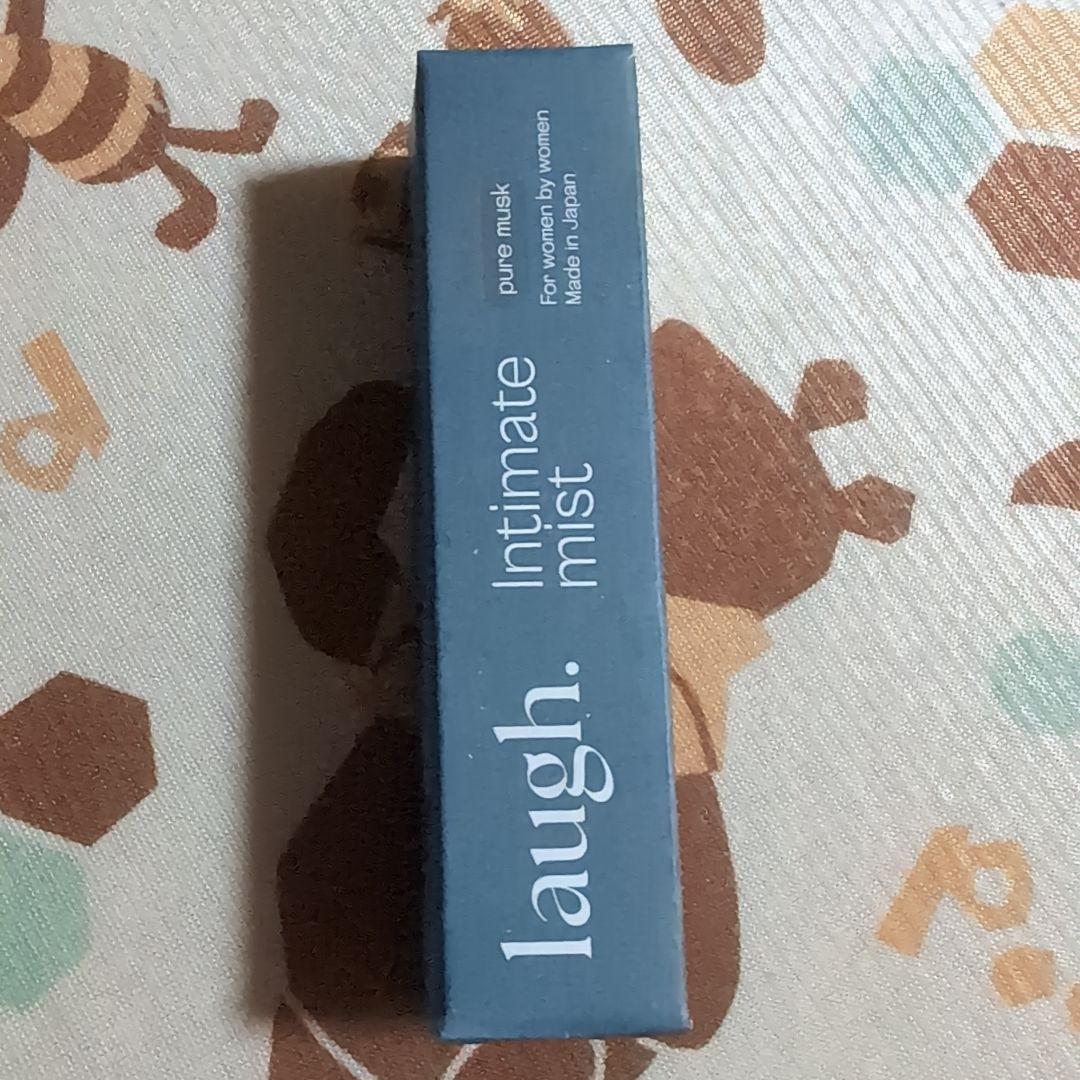 laugh.
Intimate
mist
pure musk
For women by women
Made in Japan